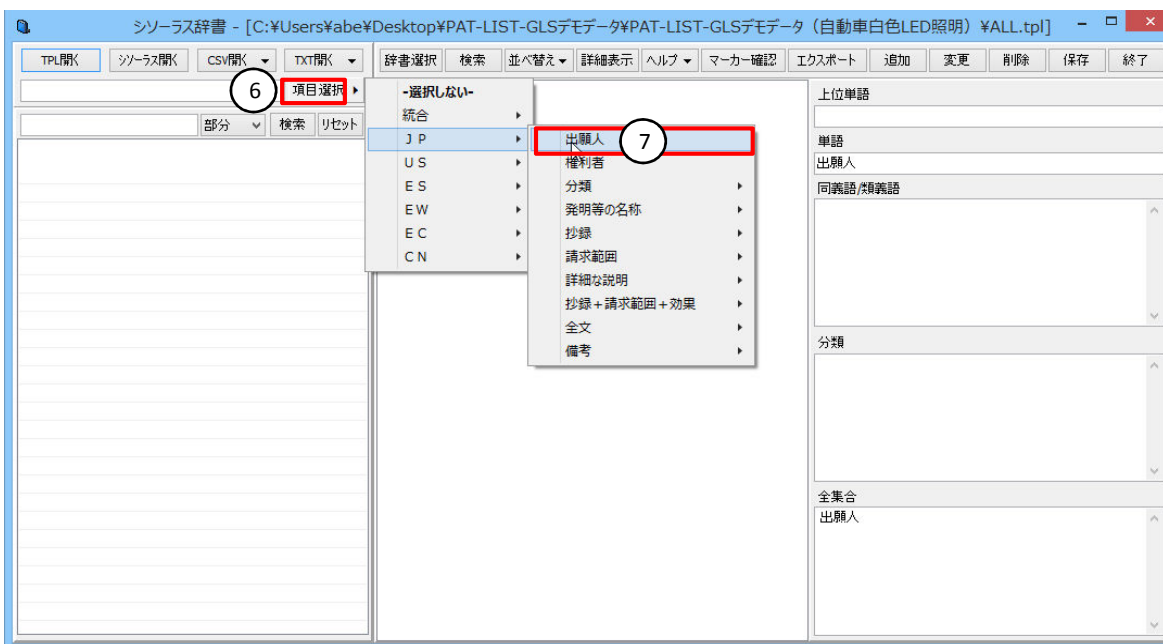 シソーラス辞書 - [C:¥Users¥abe¥Desktop¥PAT-LIST-GLSデモデータ¥PAT-LIST-GLSデモデータ（自動車白色LED照明）¥ALL.tpl]
TPL開く シソーラス開く CSV開く TXT開く 辞書選択 検索 並べ替え 詳細表示 ヘルプ マーカー確認 エクスポート 追加 変更 削除 保存 終了
6 項目選択
部分 検索 リセット
-選択しない-
統合
ＪＰ
ＵＳ
ＥＳ
ＥＷ
ＥＣ
ＣＮ
出願人 7
権利者
分類
発明等の名称
抄録
請求範囲
詳細な説明
抄録＋請求範囲＋効果
全文
備考
上位単語
単語
出願人
同義語/類義語
分類
全集合
出願人